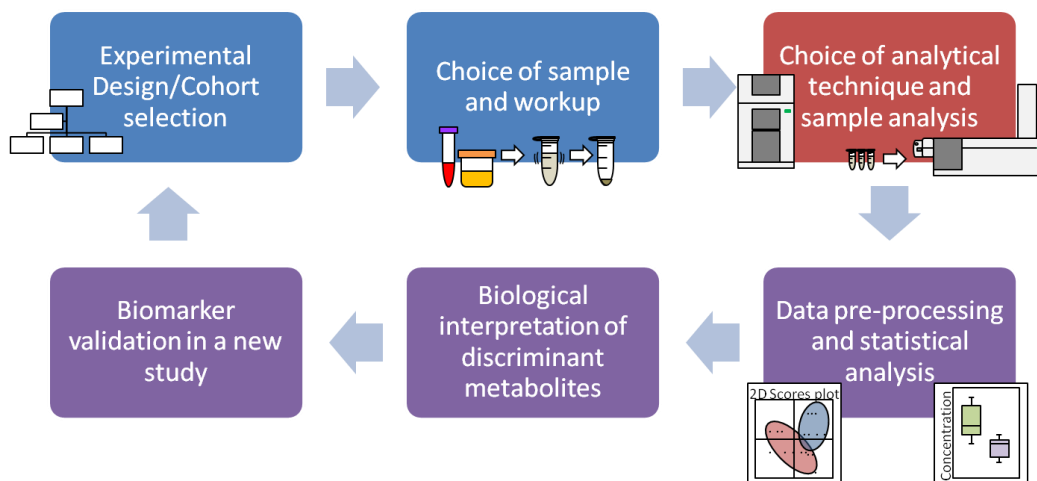 Experimental
Design/Cohort
selection
Choice of sample
and workup
Choice of analytical
technique and
sample analysis
Biomarker
validation in a new
study
Biological
interpretation of
discriminant
metabolites
Data pre-processing
and statistical
analysis
2D Scores plot
Concentration